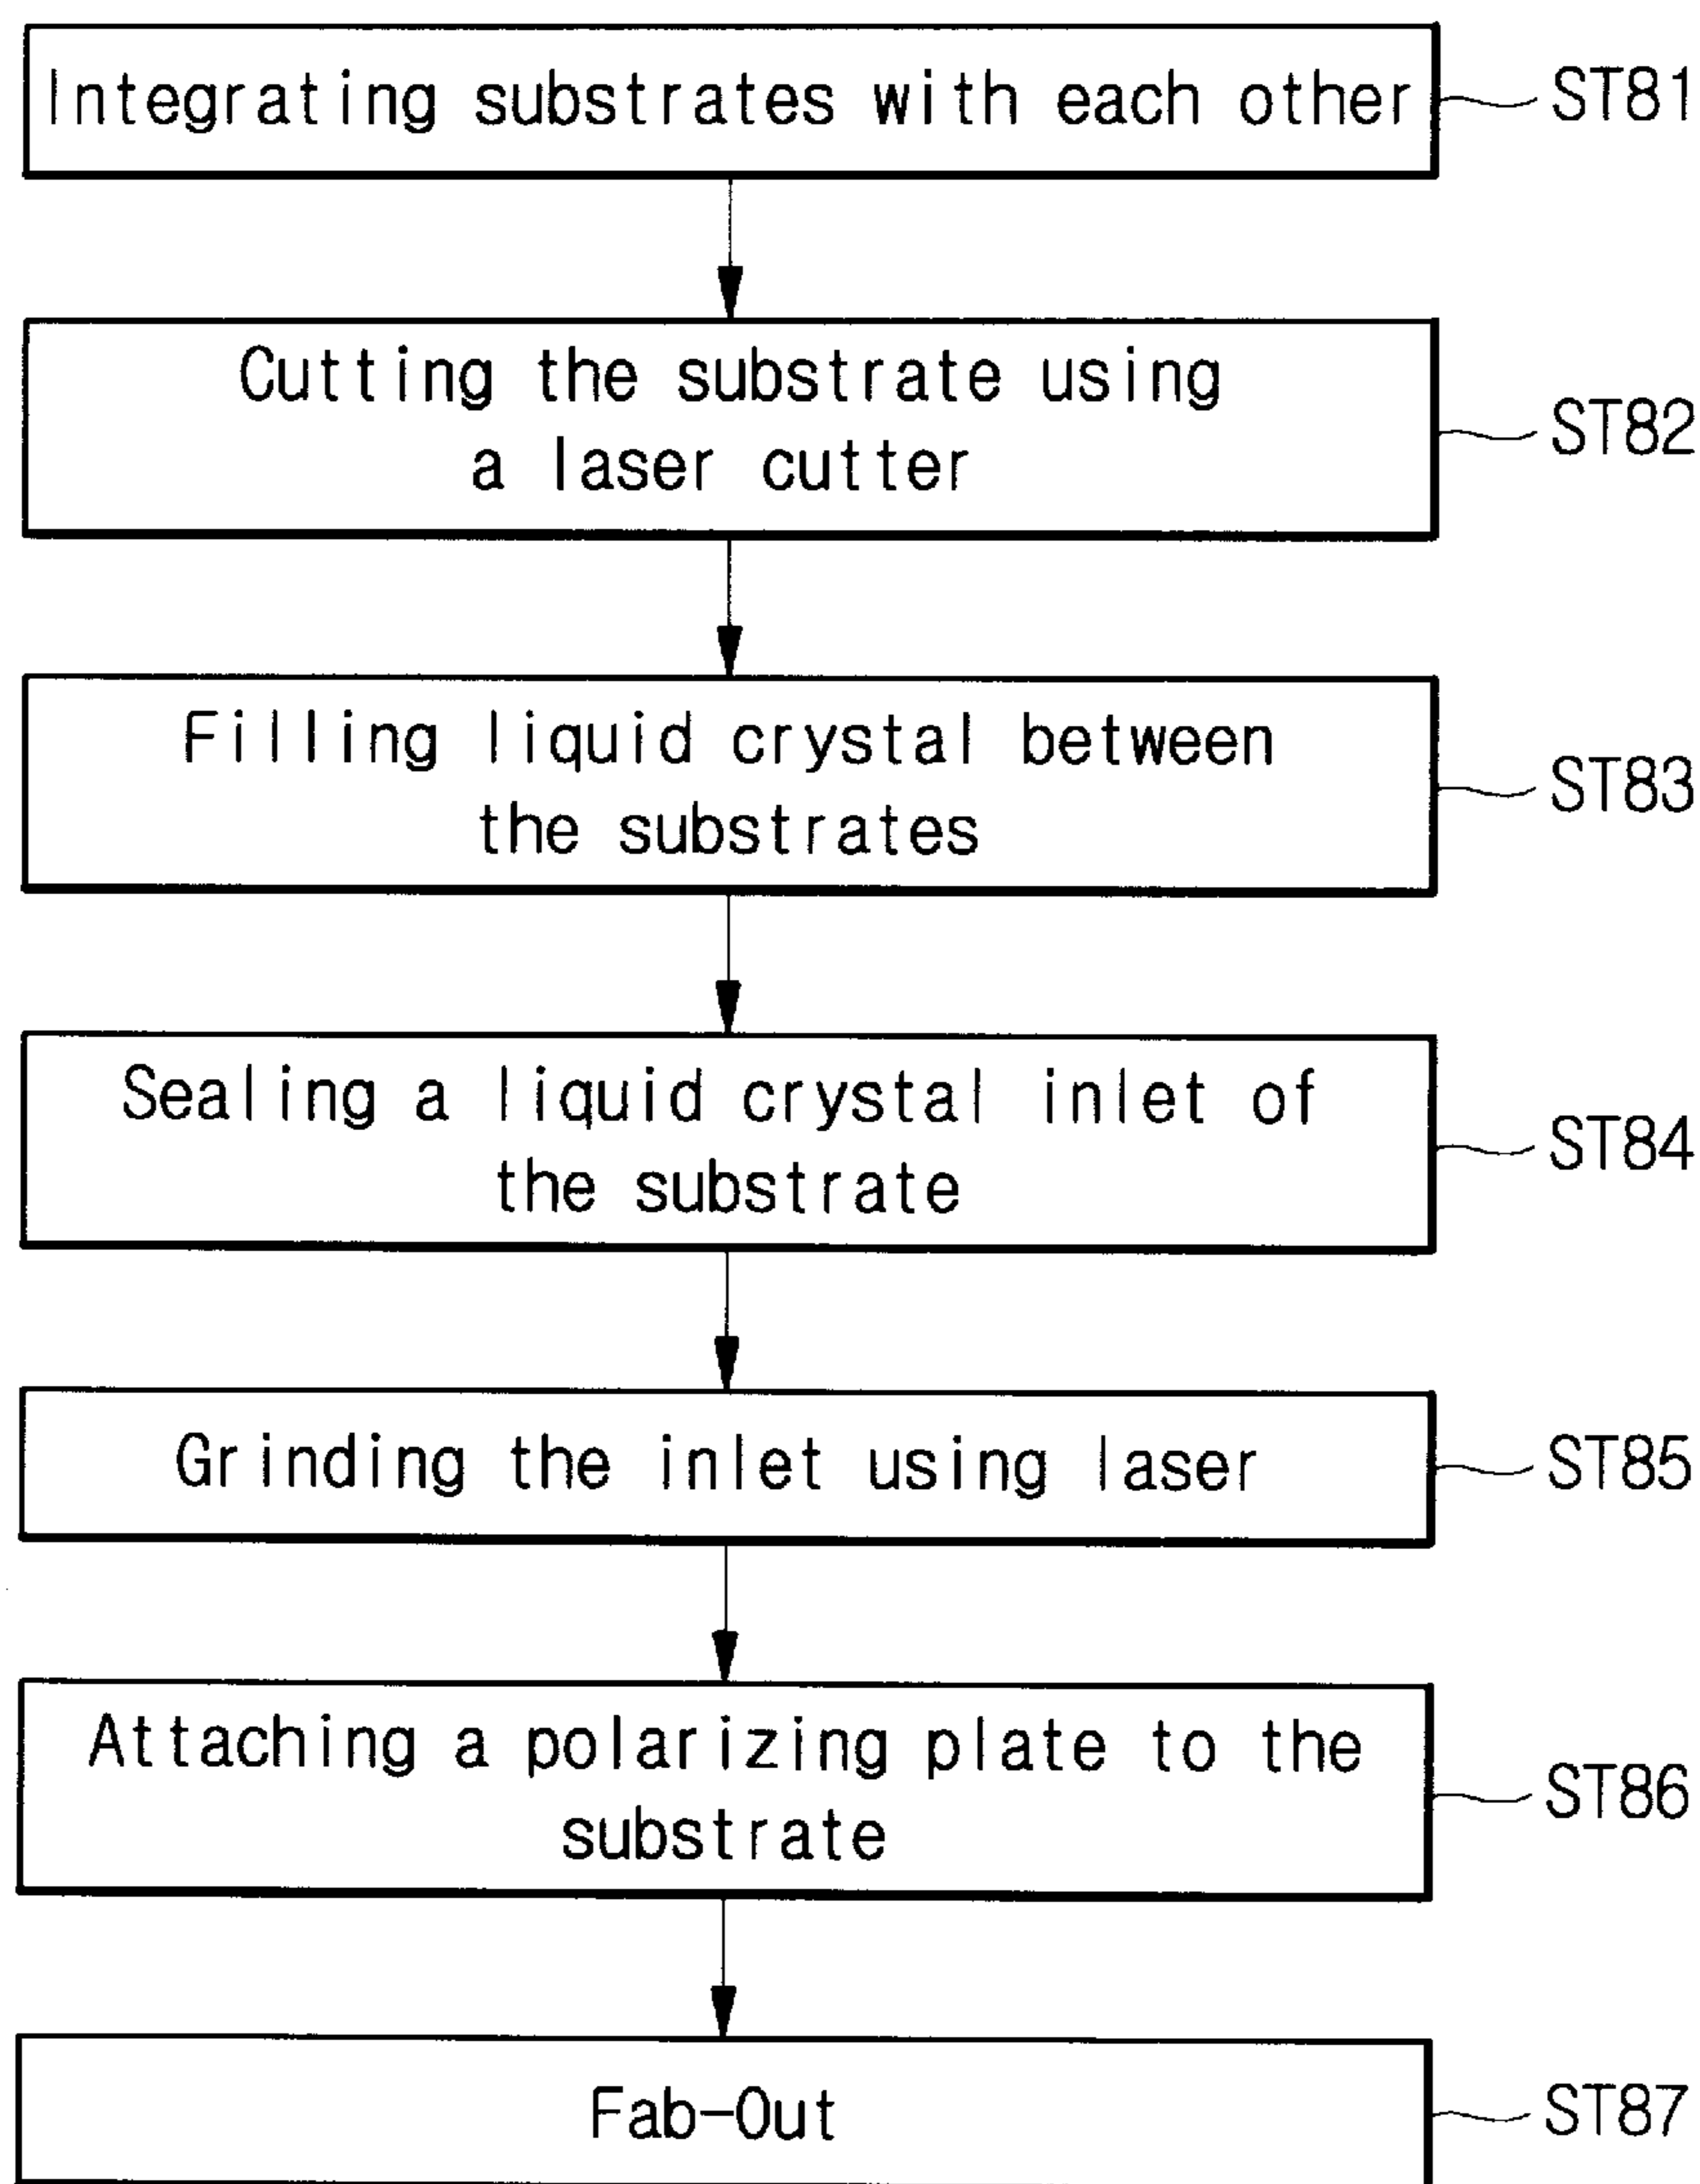 Integrating substrates with each other
ST81
Cutting the substrate using
a laser cutter
ST82
Filling liquid crystal between
the substrates
ST83
Sealing a liquid crystal inlet of
the substrate
ST84
Grinding the inlet using laser
ST85
Attaching a polarizing plate to the
substrate
ST86
Fab-Out
ST87